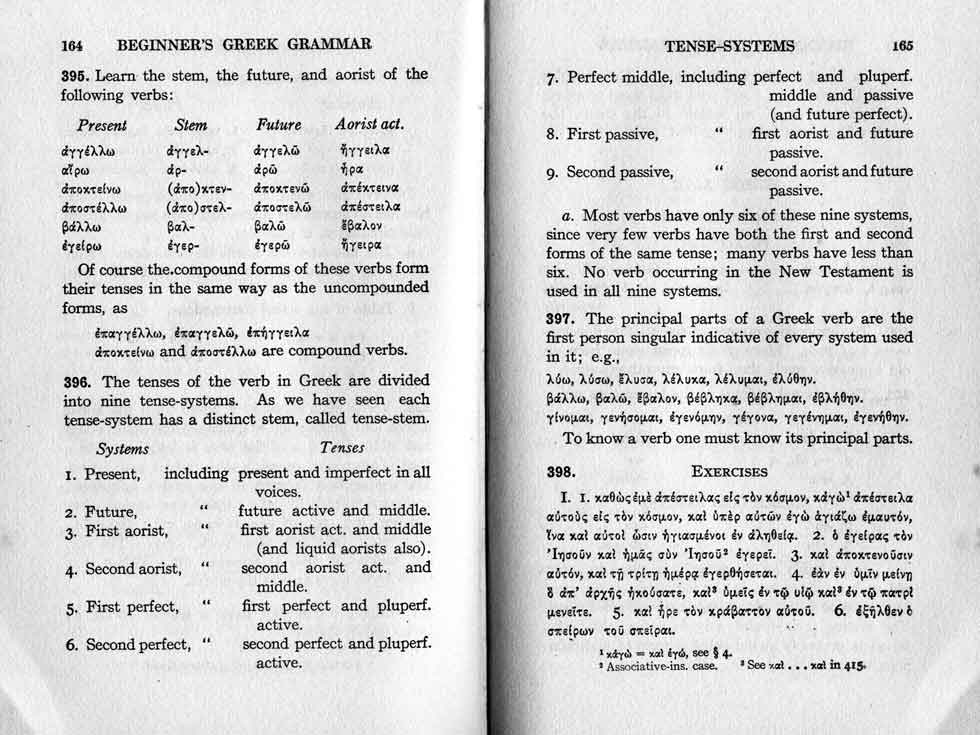 164 BEGINNER'S GREEK GRAMMAR
395. Learn the stem, the future, and aorist of the
following verbs:
Present Stem Future Aorist act.
ἀγγέλλω ἀγγελ- ἀγγελῶ ἤγγειλα
αἴρω ἀρ- ἀρῶ ἦρα
ἀποκτείνω (ἀπο)κτεν- ἀποκτενῶ ἀπέκτεινα
ἀποστέλλω (ἀπο)στελ- ἀποστελῶ ἀπέστειλα
βάλλω βαλ- βαλῶ ἔβαλον
ἐγείρω ἐγερ- ἐγερῶ ἤγειρα
Of course the compound forms of these verbs form
their tenses in the same way as the uncompounded
forms, as
ἐπαγγέλλω, ἐπαγγελῶ, ἐπήγγειλα
ἀποκτείνω and ἀποστέλλω are compound verbs.
396. The tenses of the verb in Greek are divided
into nine tense-systems. As we have seen each
tense-system has a distinct stem, called tense-stem.
Systems Tenses
1. Present, including present and imperfect in all
voices.
2. Future, “ future active and middle.
3. First aorist, “ first aorist act. and middle
(and liquid aorists also).
4. Second aorist, “ second aorist act. and
middle.
5. First perfect, “ first perfect and pluperf.
active.
6. Second perfect, “ second perfect and pluperf.
active.
TENSE-SYSTEMS 165
7. Perfect middle, including perfect and pluperf.
middle and passive
(and future perfect).
8. First passive, “ first aorist and future
passive.
9. Second passive, “ second aorist and future
passive.
a. Most verbs have only six of these nine systems,
since very few verbs have both the first and second
forms of the same tense; many verbs have less than
six. No verb occurring in the New Testament is
used in all nine systems.
397. The principal parts of a Greek verb are the
first person singular indicative of every system used
in it; e.g.,
λύω, λύσω, ἔλυσα, λέλυκα, λέλυμαι, ἐλύθην.
βάλλω, βαλῶ, ἔβαλον, βέβληκα, βέβλημαι, ἐβλήθην.
γίνομαι, γενήσομαι, ἐγενόμην, γέγονα, γεγένημαι, ἐγενήθην.
To know a verb one must know its principal parts.
398. EXERCISES
I. 1. καθὼς ἐμὲ ἀπέστειλας εἰς τὸν κόσμον, κἀγὼ¹ ἀπέστειλα
αὐτοὺς εἰς τὸν κόσμον, καὶ ὑπὲρ αὐτῶν ἐγὼ ἁγιάζω ἐμαυτόν,
ἵνα καὶ αὐτοὶ ὦσιν ἡγιασμένοι ἐν ἀληθείᾳ. 2. ὁ ἐγείρας τὸν
Ἰησοῦν καὶ ἡμᾶς σὺν Ἰησοῦ² ἐγερεῖ. 3. καὶ ἀποκτενοῦσιν
αὐτόν, καὶ τῇ τρίτῃ ἡμέρᾳ ἐγερθήσεται. 4. ἐὰν ἐν ὑμῖν μείνῃ
ὃ ἀπ’ ἀρχῆς ἠκούσατε, καὶ³ ὑμεῖς ἐν τῷ υἱῷ καὶ³ ἐν τῷ πατρὶ
μενεῖτε. 5. καὶ ἦρε τὸν κράβαττὸν αὐτοῦ. 6. ἐξῆλθεν ὁ
σπείρων τοῦ σπεῖραι.
¹ κἀγὼ = καὶ ἐγώ, see § 4.
² Associative-ins. case. ³ See καὶ . . . καὶ in 415.